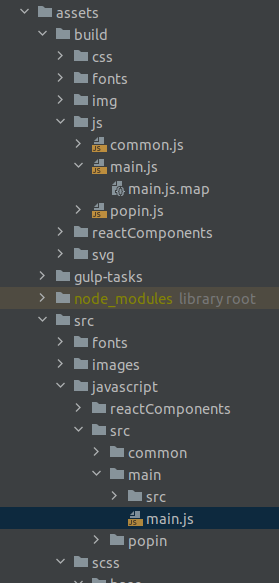 assets
build
css
fonts
img
js
common.js
main.js
main.js.map
popin.js
reactComponents
svg
gulp-tasks
node_modules library root
src
fonts
images
javascript
reactComponents
src
common
main
src
main.js
popin
scss